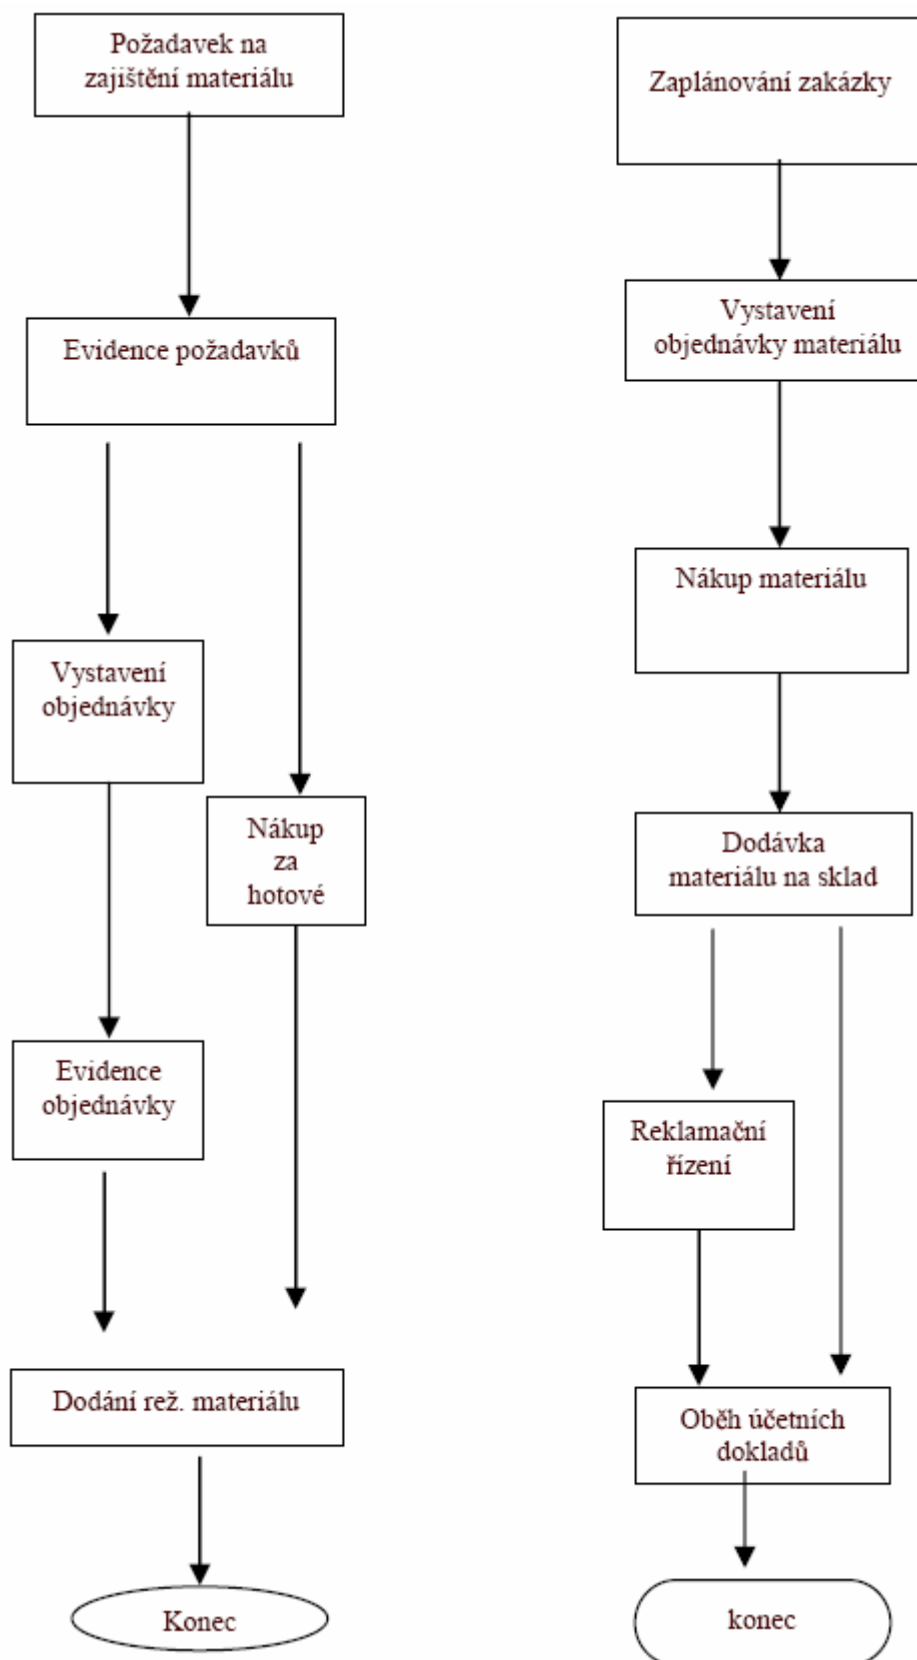 Požadavek na
zajištění materiálu
Evidence požadavků
Vystavení
objednávky
Nákup
za
hotové
Evidence
objednávky
Dodání rež. materiálu
Konec
Zaplánování zakázky
Vystavení
objednávky materiálu
Nákup materiálu
Dodávka
materiálu na sklad
Reklamační
řízení
Oběh účetních
dokladů
konec